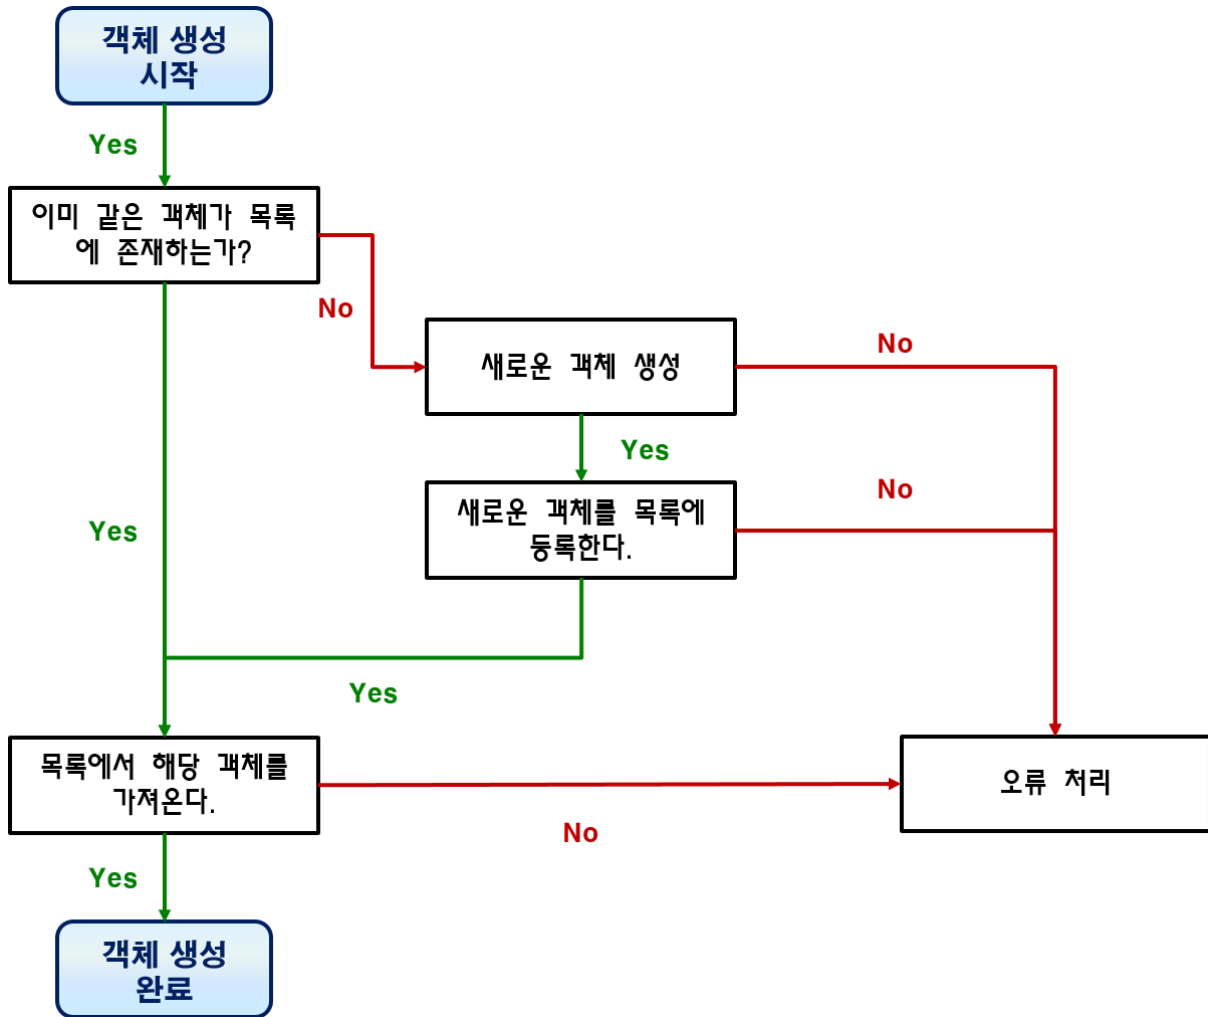 객체 생성
시작
Yes
이미 같은 객체가 목록
에 존재하는가?
No
새로운 객체 생성
No
Yes
새로운 객체를 목록에
등록한다.
No
Yes
Yes
목록에서 해당 객체를
가져온다.
No
오류 처리
Yes
객체 생성
완료